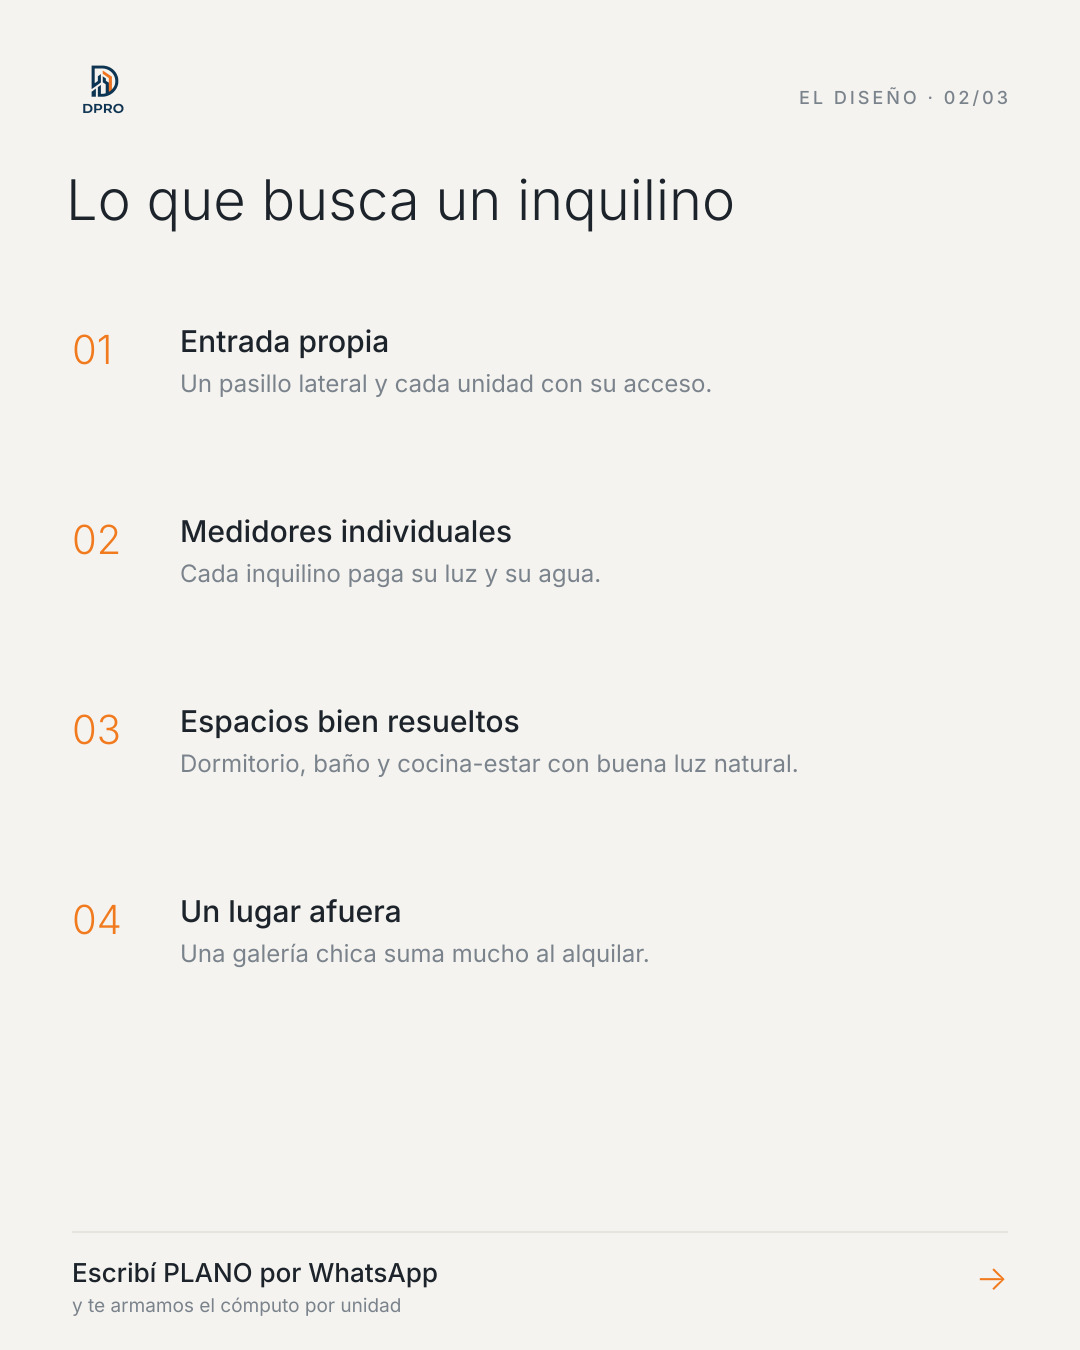 DPRO
EL DISEÑO · 02/03
Lo que busca un inquilino
01
Entrada propia
Un pasillo lateral y cada unidad con su acceso.
02
Medidores individuales
Cada inquilino paga su luz y su agua.
03
Espacios bien resueltos
Dormitorio, baño y cocina-estar con buena luz natural.
04
Un lugar afuera
Una galería chica suma mucho al alquilar.
Escribí PLANO por WhatsApp
y te armamos el cómputo por unidad